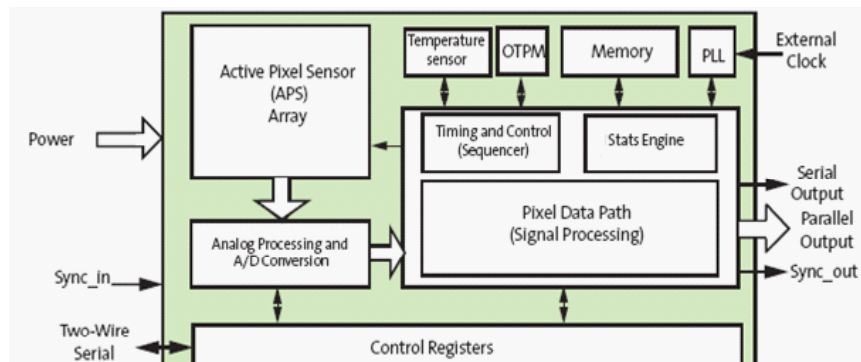 Active Pixel Sensor
(APS)
Array
Temperature
sensor
OTPM
Memory
PLL
External
Clock
Power
Timing and Control
(Sequencer)
Stats Engine
Pixel Data Path
(Signal Processing)
Serial
Output
Parallel
Output
Analog Processing and
A/D Conversion
Sync_in
Sync_out
Two-Wire
Serial
Control Registers